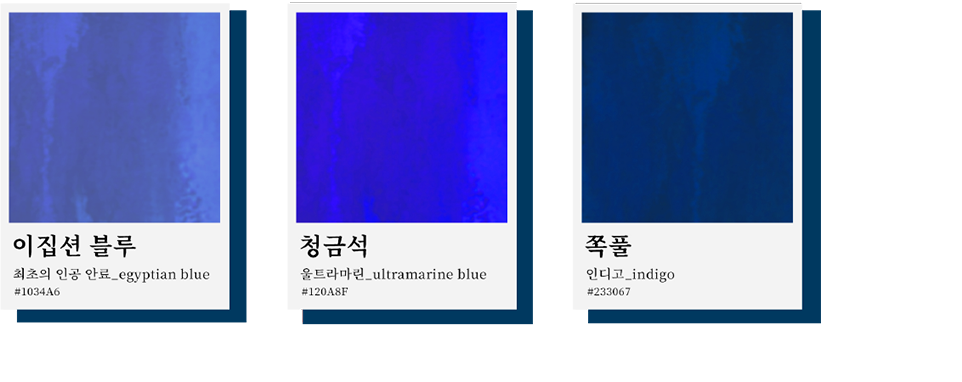 이집션 블루
최초의 인공 안료_egyptian blue
#1034A6
청금석
울트라마린_ultramarine blue
#120A8F
쪽풀
인디고_indigo
#233067